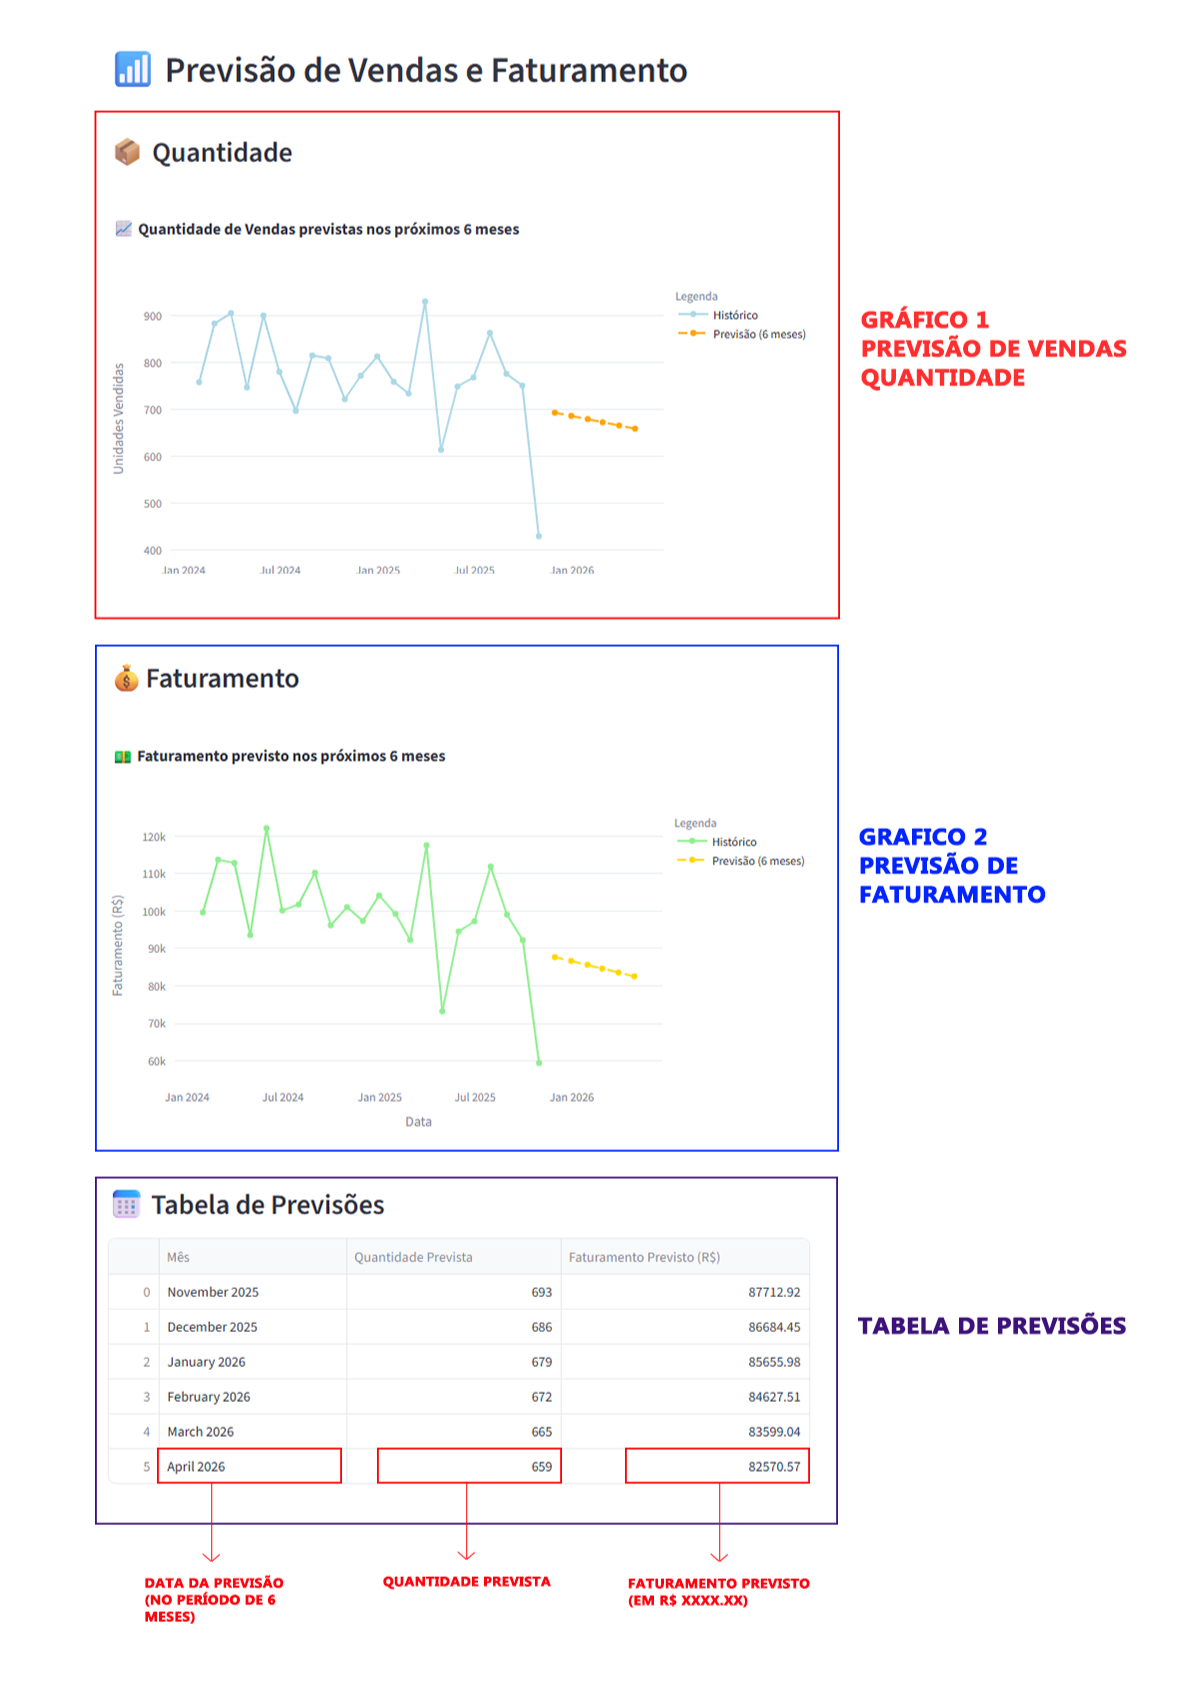 Previsão de Vendas e Faturamento
Quantidade
Quantidade de Vendas previstas nos próximos 6 meses
Legenda
Histórico
Previsão (6 meses)
Unidades Vendidas
900
800
700
600
500
400
Jan 2024
Jul 2024
Jan 2025
Jul 2025
Jan 2026
GRÁFICO 1
PREVISÃO DE VENDAS
QUANTIDADE
Faturamento
Faturamento previsto nos próximos 6 meses
Legenda
Histórico
Previsão (6 meses)
Faturamento (R$)
120k
110k
100k
90k
80k
70k
60k
Jan 2024
Jul 2024
Jan 2025
Jul 2025
Jan 2026
Data
GRAFICO 2
PREVISÃO DE
FATURAMENTO
Tabela de Previsões
Mês Quantidade Prevista Faturamento Previsto (R$)
0 November 2025 693 87712.92
1 December 2025 686 86684.45
2 January 2026 679 85655.98
3 February 2026 672 84627.51
4 March 2026 665 83599.04
5 April 2026 659 82570.57
TABELA DE PREVISÕES
DATA DA PREVISÃO
(NO PERÍODO DE 6
MESES)
QUANTIDADE PREVISTA
FATURAMENTO PREVISTO
(EM R$ XXXX.XX)